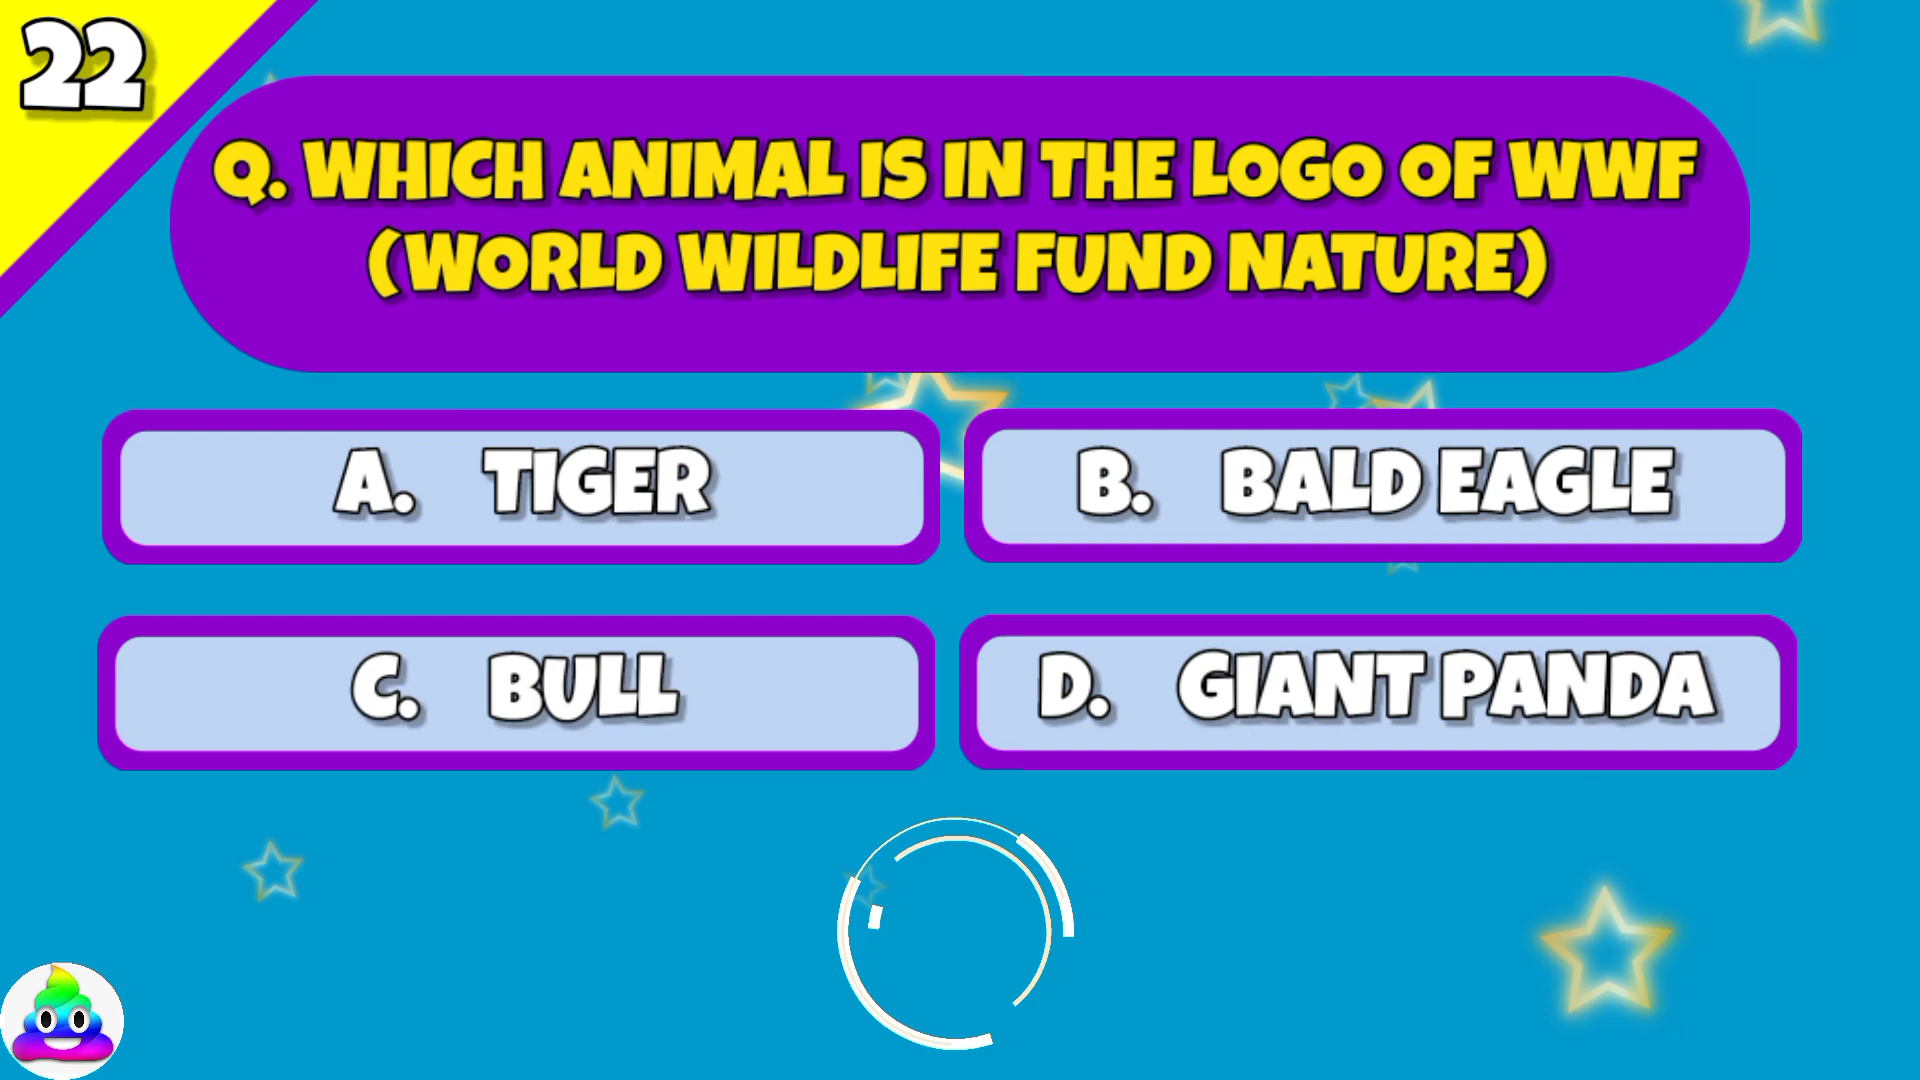 22
Q. WHICH ANIMAL IS IN THE LOGO OF WWF
(WORLD WILDLIFE FUND NATURE)
A. TIGER
B. BALD EAGLE
C. BULL
D. GIANT PANDA